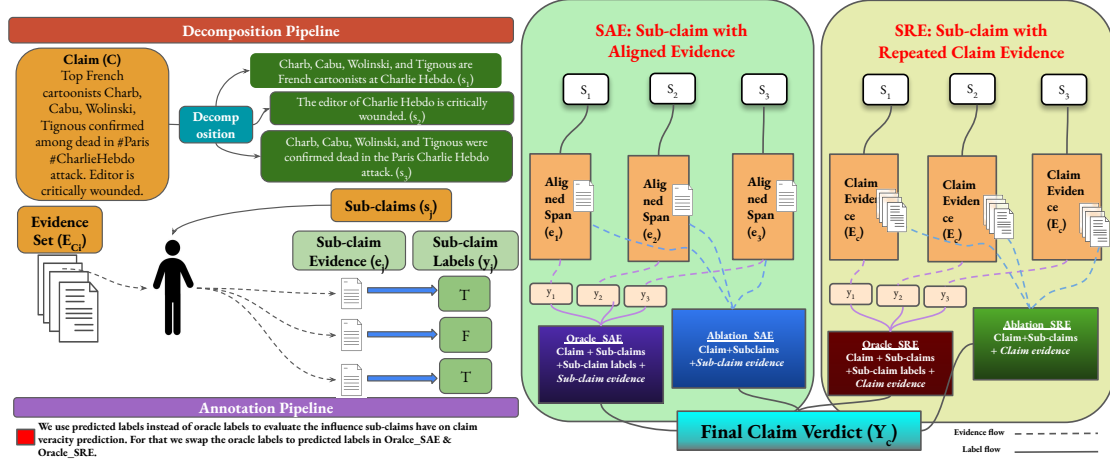 Decomposition Pipeline
Claim (C)
Top French
cartoonists Charb,
Cabu, Wolinski,
Tignous confirmed
among dead in #Paris
#CharlieHebdo
attack. Editor is
critically wounded.
Decomp
osition
Charb, Cabu, Wolinski, and Tignous are
French cartoonists at Charlie Hebdo. (s1)
The editor of Charlie Hebdo is critically
wounded. (s2)
Charb, Cabu, Wolinski, and Tignous were
confirmed dead in the Paris Charlie Hebdo
attack. (s3)
Evidence
Set (ECi)
Sub-claims (sj)
Sub-claim
Evidence (ej)
Sub-claim
Labels (yj)
T
F
T
Annotation Pipeline
We use predicted labels instead of oracle labels to evaluate the influence sub-claims have on claim
veracity prediction. For that we swap the oracle labels to predicted labels in Oralce_SAE &
Oracle_SRE.
SAE: Sub-claim with
Aligned Evidence
S1
S2
S3
Alig
ned
Span
(e1)
Alig
ned
Span
(e2)
Alig
ned
Span
(e3)
y1
y2
y3
Oracle_SAE
Claim + Sub-claims
+Sub-claim labels +
Sub-claim evidence
Ablation_SAE
Claim+Subclaims
+Sub-claim evidence
SRE: Sub-claim with
Repeated Claim Evidence
S1
S2
S3
Claim
Eviden
ce
(Ec)
Claim
Eviden
ce
(Ec)
Claim
Eviden
ce
(Ec)
y1
y2
y3
Oracle_SRE
Claim + Sub-claims
+Sub-claim labels +
Claim evidence
Ablation_SRE
Claim+Sub-claims
+ Claim evidence
Final Claim Verdict (Yc)
Evidence flow
Label flow